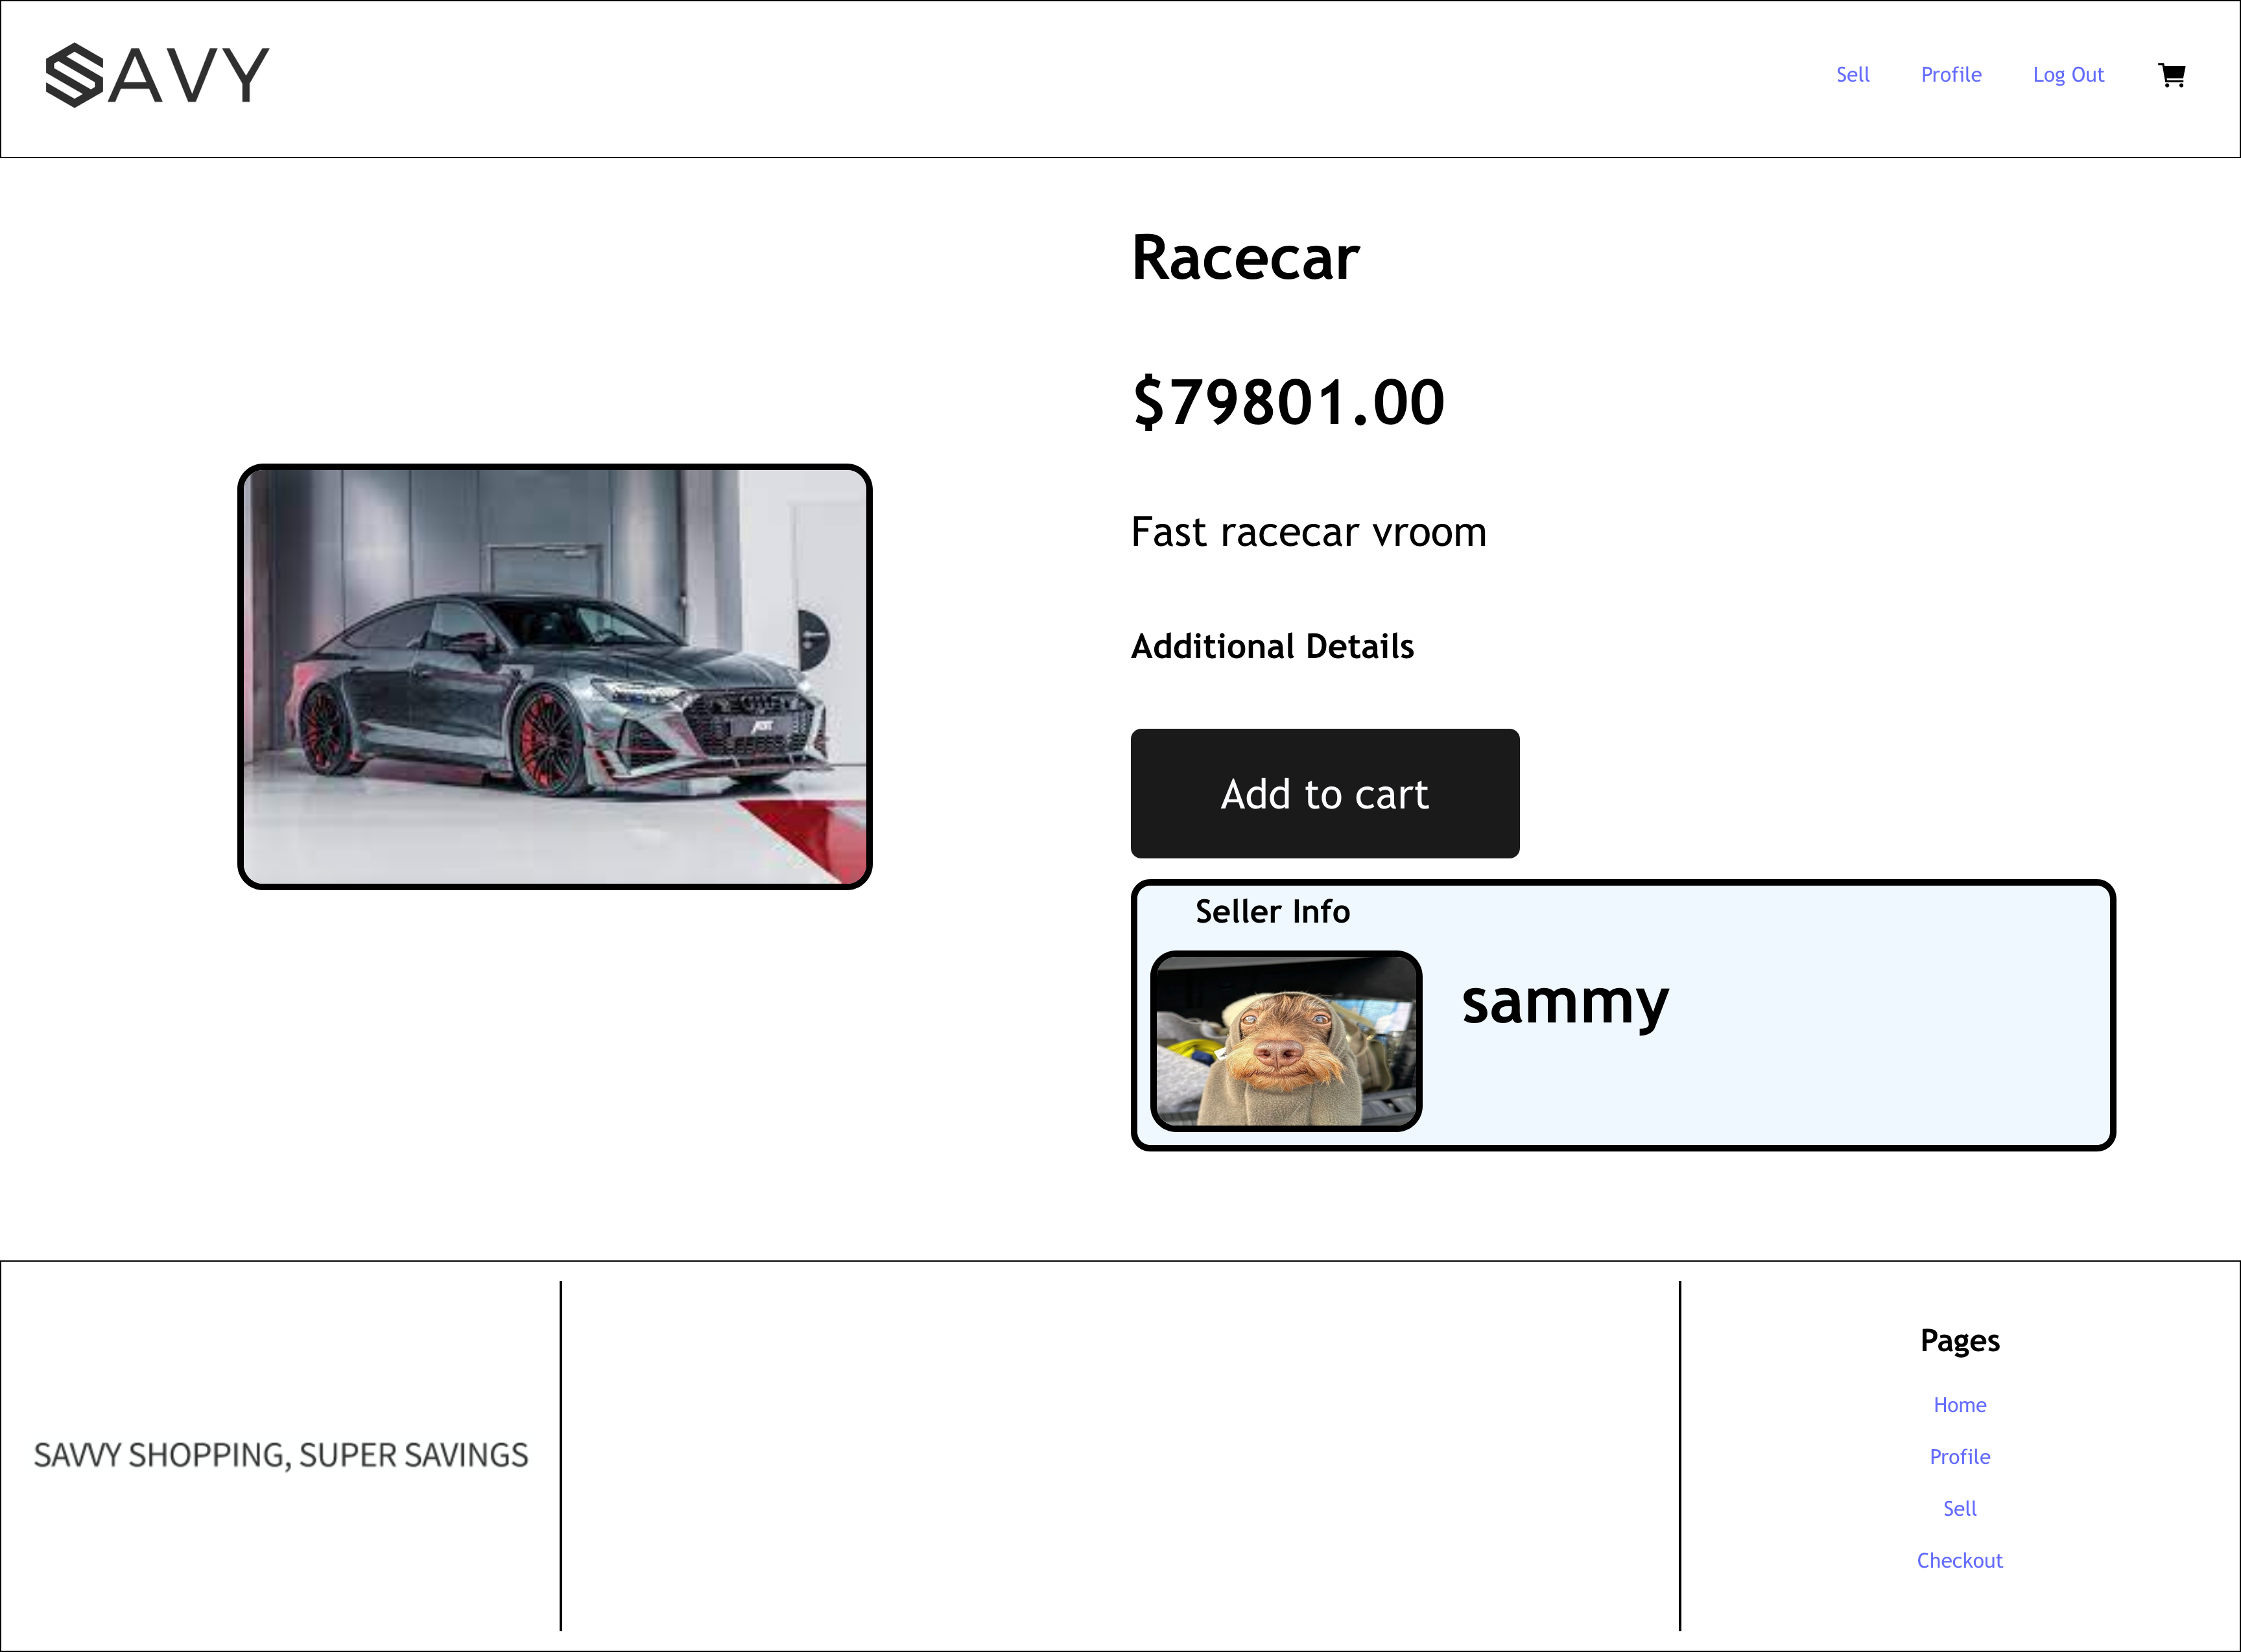 SAVY
Sell Profile Log Out
Racecar
$79801.00
Fast racecar vroom
Additional Details
ABT
Add to cart
Seller Info
sammy
SAVVY SHOPPING, SUPER SAVINGS
Pages
Home
Profile
Sell
Checkout